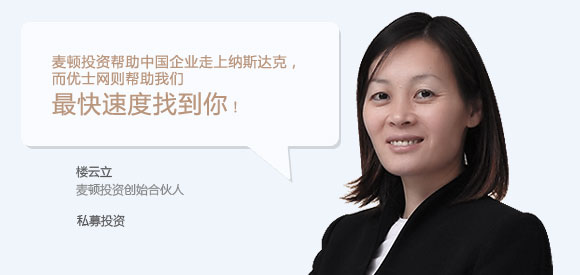 麦顿投资帮助中国企业走上纳斯达克，
而优士网则帮助我们
最快速度找到你！
楼云立
麦顿投资创始合伙人
私募投资